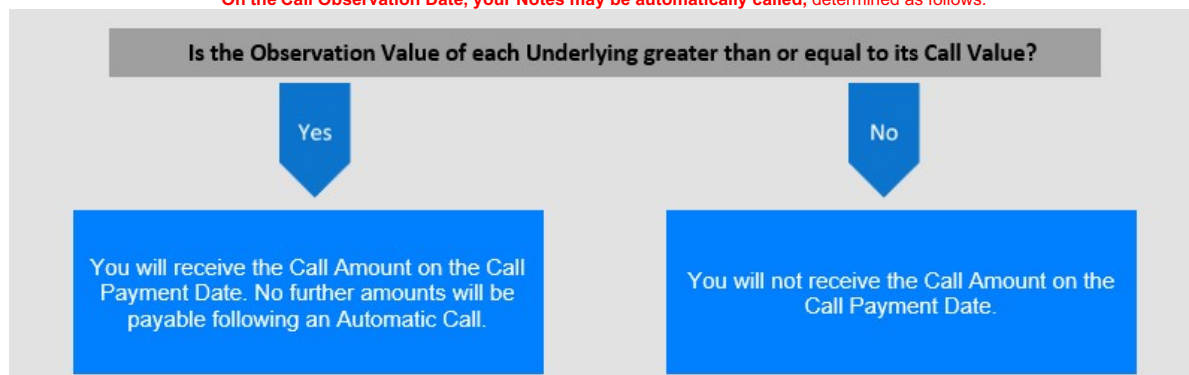 On the Call Observation Date, your Notes may be automatically called, determined as follows:
Is the Observation Value of each Underlying greater than or equal to its Call Value?
Yes
No
You will receive the Call Amount on the Call
Payment Date. No further amounts will be
payable following an Automatic Call.
You will not receive the Call Amount on the
Call Payment Date.